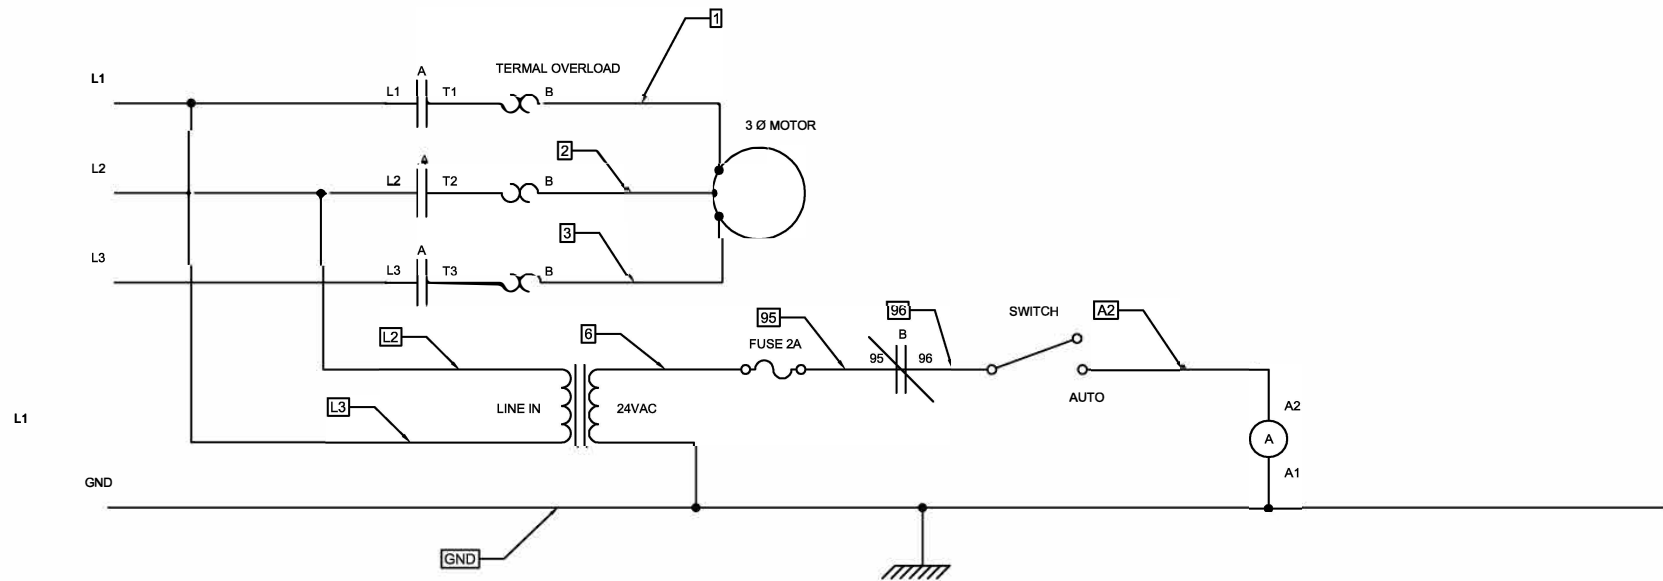 1
L1
A
TERMAL OVERLOAD
L1
T1
B
3 Ø MOTOR
2
L2
A
L2
T2
B
3
L3
A
L3
T3
B
L2
6
95
96
SWITCH
A2
FUSE 2A
B
95
96
AUTO
LINE IN
24VAC
L3
L1
A2
A
A1
GND
GND